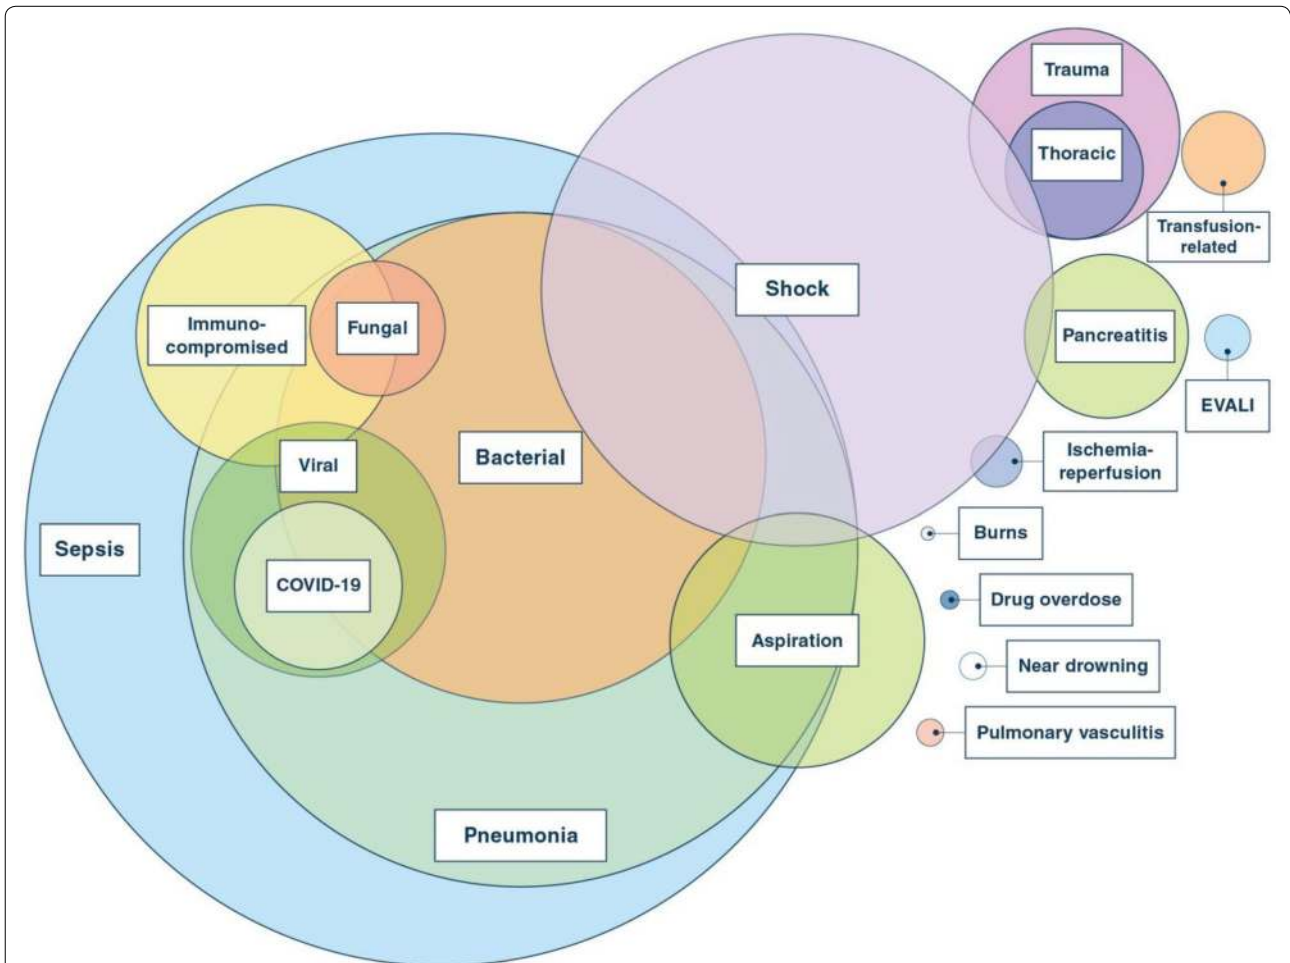 Trauma
Thoracic
Transfusion-
related
Shock
Immuno-
compromised
Fungal
Pancreatitis
EVALI
Viral
Bacterial
Ischemia-
reperfusion
Sepsis
Burns
COVID-19
Drug overdose
Aspiration
Near drowning
Pulmonary vasculitis
Pneumonia